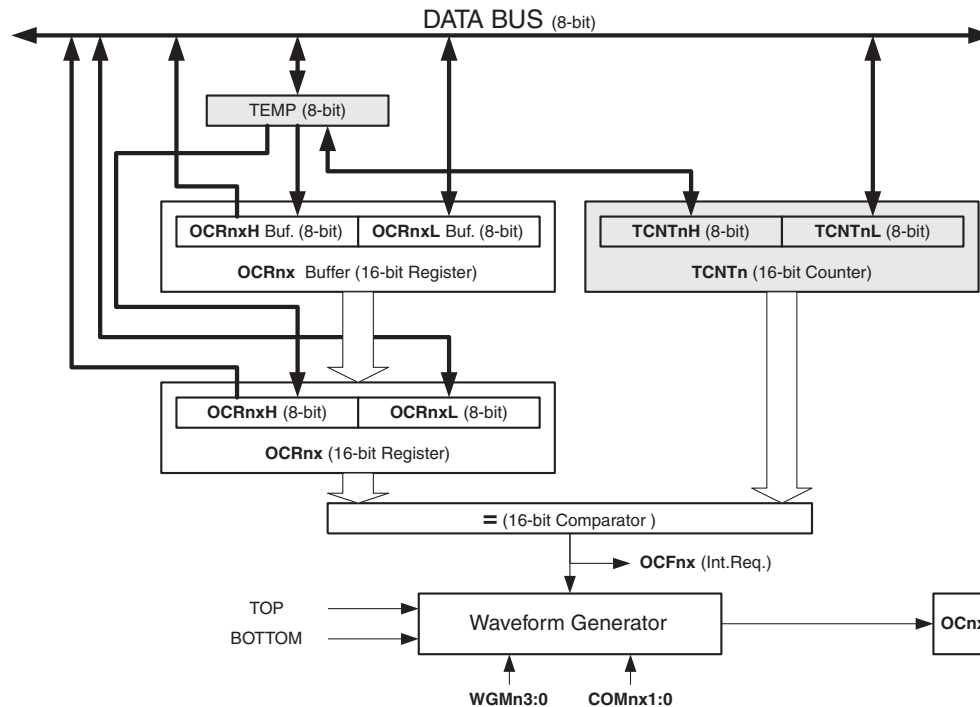 DATA BUS (8-bit)
TEMP (8-bit)
OCRnxH Buf. (8-bit) OCRnxL Buf. (8-bit)
OCRnx Buffer (16-bit Register)
TCNTnH (8-bit) TCNTnL (8-bit)
TCNTn (16-bit Counter)
OCRnxH (8-bit) OCRnxL (8-bit)
OCRnx (16-bit Register)
= (16-bit Comparator )
OCFnx (Int.Req.)
TOP
BOTTOM
Waveform Generator
OCnx
WGMn3:0 COMnx1:0